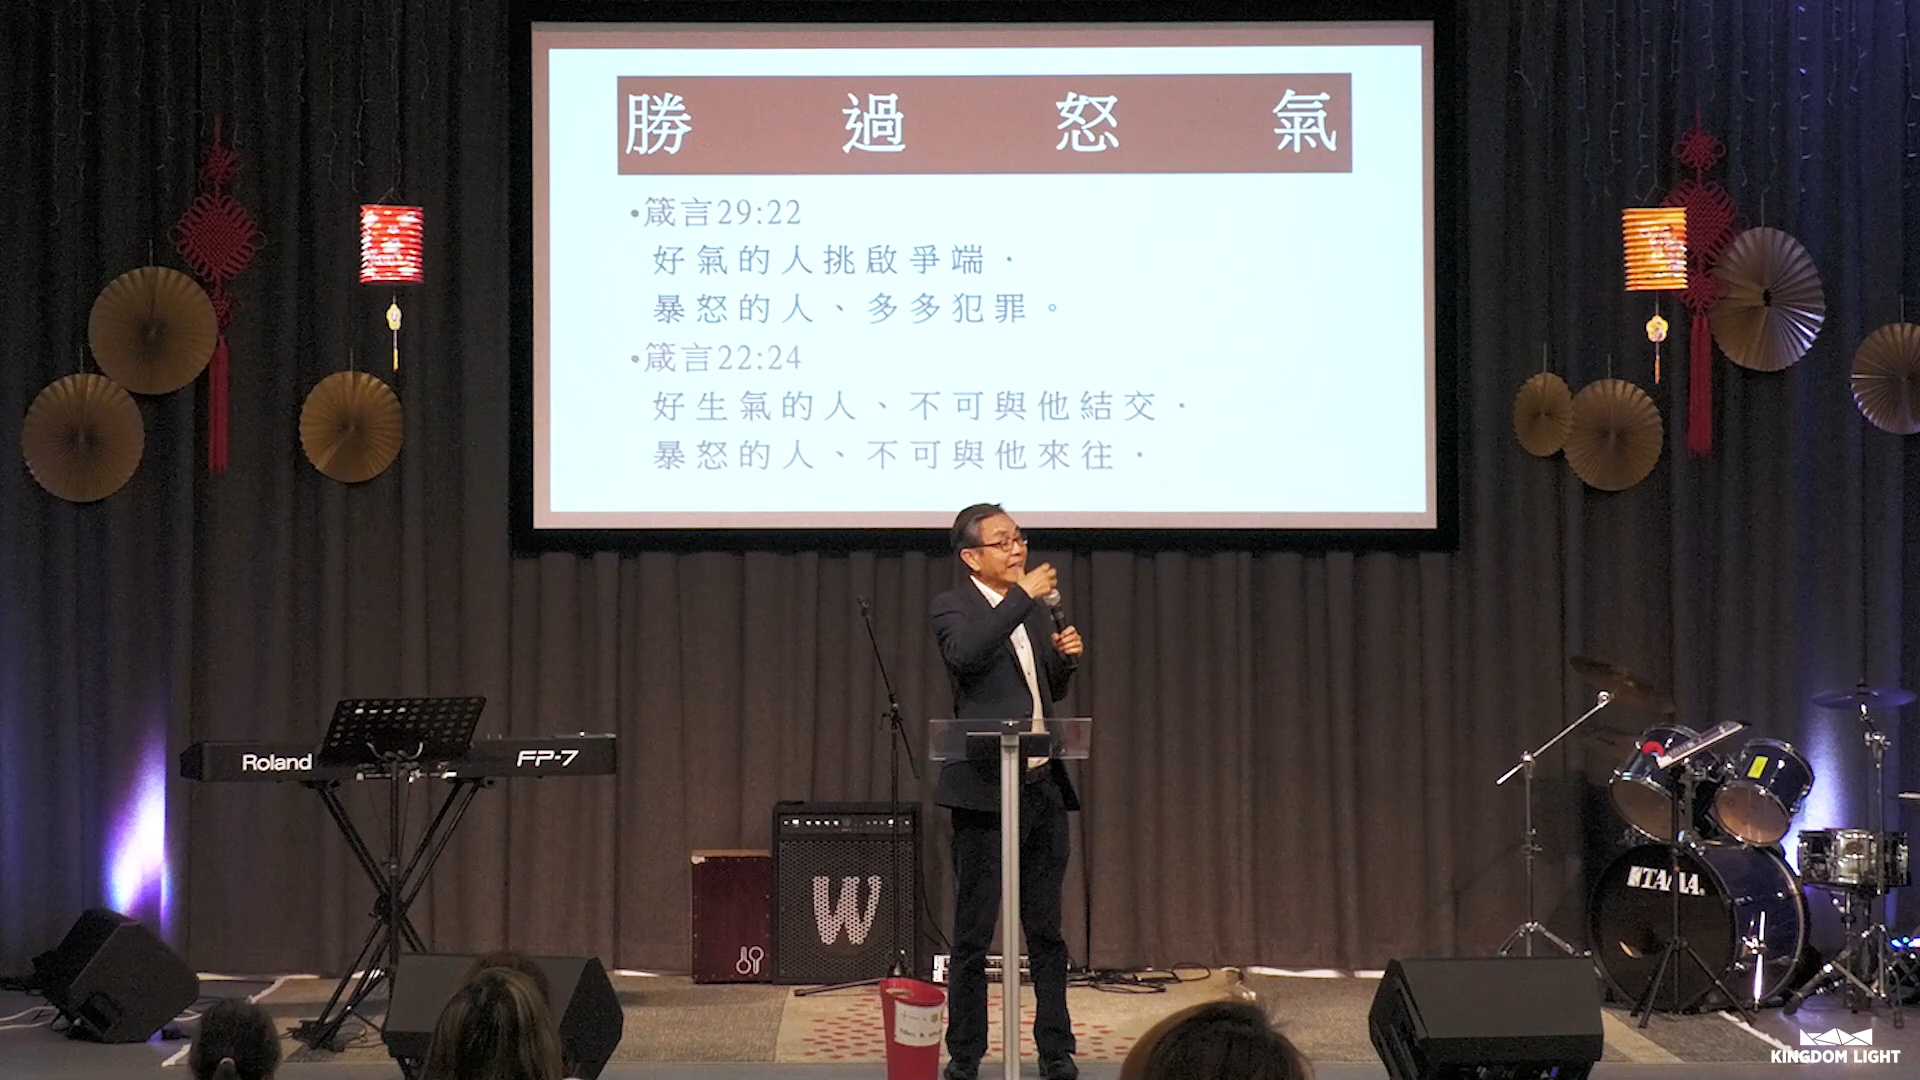 勝過怒氣
•箴言29:22
好氣的人挑啟爭端．
暴怒的人、多多犯罪。
•箴言22:24
好生氣的人、不可與他結交．
暴怒的人、不可與他來往．
Roland
FP-7
W
TAMA
KINGDOM LIGHT